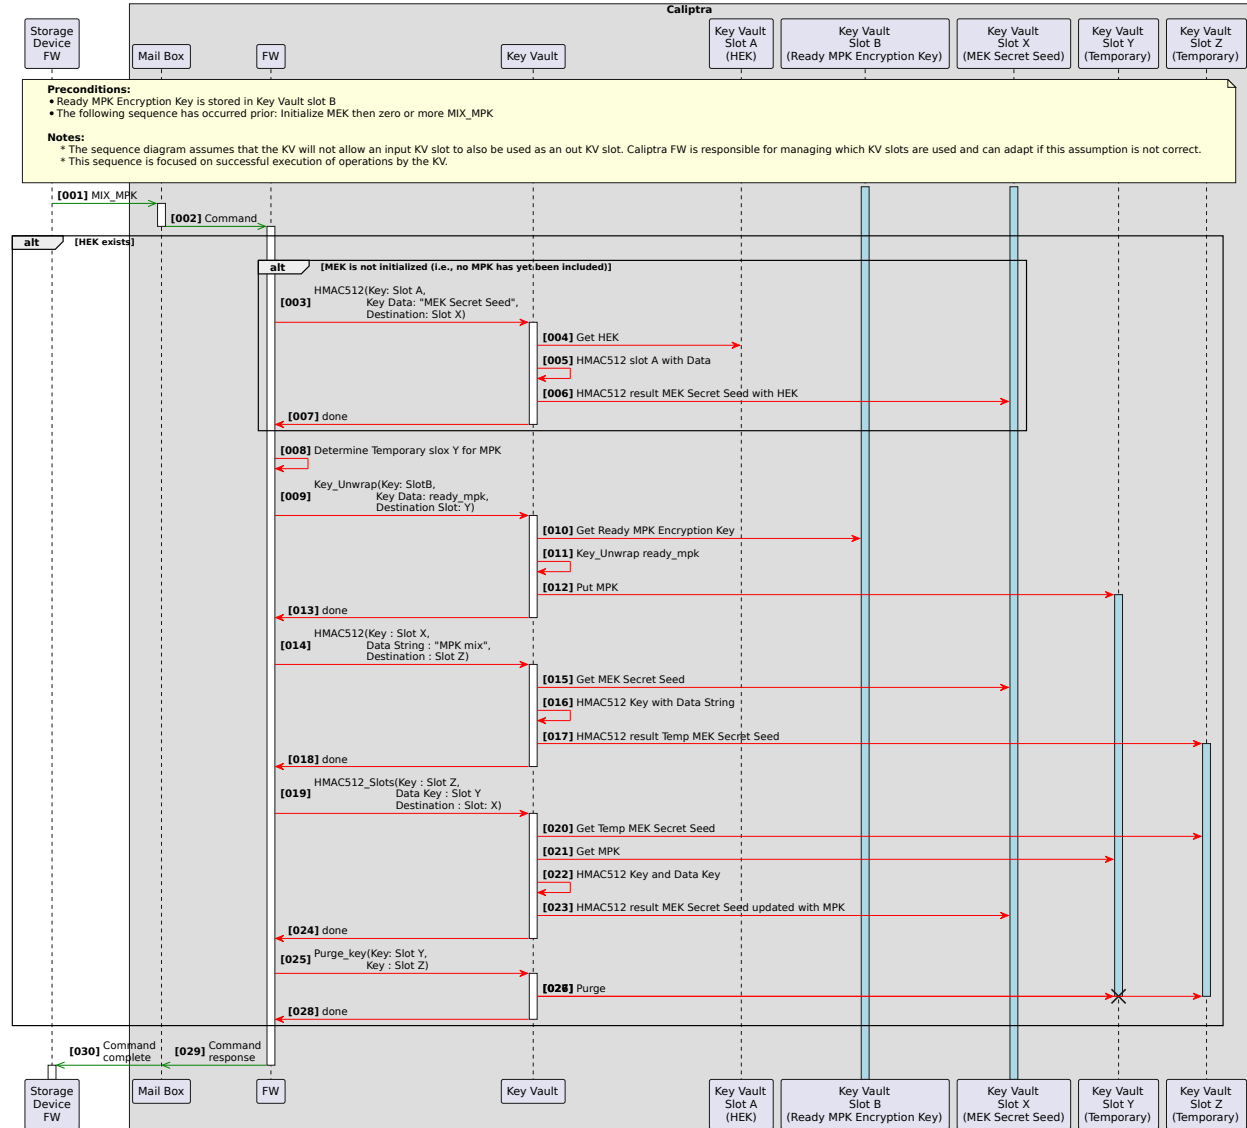 Caliptra
Storage
Device
FW
Mail Box
FW
Key Vault
Key Vault
Slot A
(HEK)
Key Vault
Slot B
(Ready MPK Encryption Key)
Key Vault
Slot X
(MEK Secret Seed)
Key Vault
Slot Y
(Temporary)
Key Vault
Slot Z
(Temporary)
Preconditions:
• Ready MPK Encryption Key is stored in Key Vault slot B
• The following sequence has occurred prior: Initialize MEK then zero or more MIX_MPK
Notes:
* The sequence diagram assumes that the KV will not allow an input KV slot to also be used as an out KV slot. Caliptra FW is responsible for managing which KV slots are used and can adapt if this assumption is not correct.
* This sequence is focused on successful execution of operations by the KV.
[001] MIX_MPK
[002] Command
alt [HEK exists]
alt [MEK is not initialized (i.e., no MPK has yet been included)]
[003] HMAC512(Key: Slot A,
Key Data: "MEK Secret Seed",
Destination: Slot X)
[004] Get HEK
[005] HMAC512 slot A with Data
[006] HMAC512 result MEK Secret Seed with HEK
[007] done
[008] Determine Temporary slox Y for MPK
[009] Key_Unwrap(Key: SlotB,
Key Data: ready_mpk,
Destination Slot: Y)
[010] Get Ready MPK Encryption Key
[011] Key_Unwrap ready_mpk
[012] Put MPK
[013] done
[014] HMAC512(Key : Slot X,
Data String : "MPK mix",
Destination : Slot Z)
[015] Get MEK Secret Seed
[016] HMAC512 Key with Data String
[017] HMAC512 result Temp MEK Secret Seed
[018] done
[019] HMAC512_Slots(Key : Slot Z,
Data Key : Slot Y
Destination : Slot: X)
[020] Get Temp MEK Secret Seed
[021] Get MPK
[022] HMAC512 Key and Data Key
[023] HMAC512 result MEK Secret Seed updated with MPK
[024] done
[025] Purge_key(Key: Slot Y,
Key : Slot Z)
Purge
[028] done
[029] Command
response
[030] Command
complete
Storage
Device
FW
Mail Box
FW
Key Vault
Key Vault
Slot A
(HEK)
Key Vault
Slot B
(Ready MPK Encryption Key)
Key Vault
Slot X
(MEK Secret Seed)
Key Vault
Slot Y
(Temporary)
Key Vault
Slot Z
(Temporary)